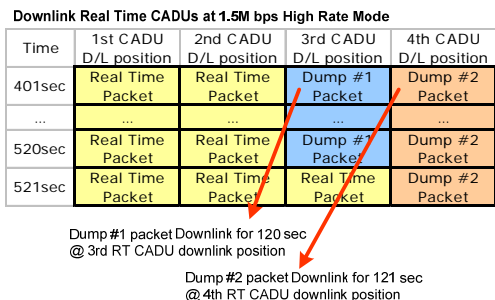 Downlink Real Time CADUs at 1.5M bps High Rate Mode
Time 1st CADU D/L position 2nd CADU D/L position 3rd CADU D/L position 4th CADU D/L position
401sec Real Time Packet Real Time Packet Dump #1 Packet Dump #2 Packet
... ... ... ... ...
520sec Real Time Packet Real Time Packet Dump #1 Packet Dump #2 Packet
521sec Real Time Packet Real Time Packet Real Time Packet Dump #2 Packet
Dump #1 packet Downlink for 120 sec
@ 3rd RT CADU downlink position
Dump #2 packet Downlink for 121 sec
@ 4th RT CADU downlink position